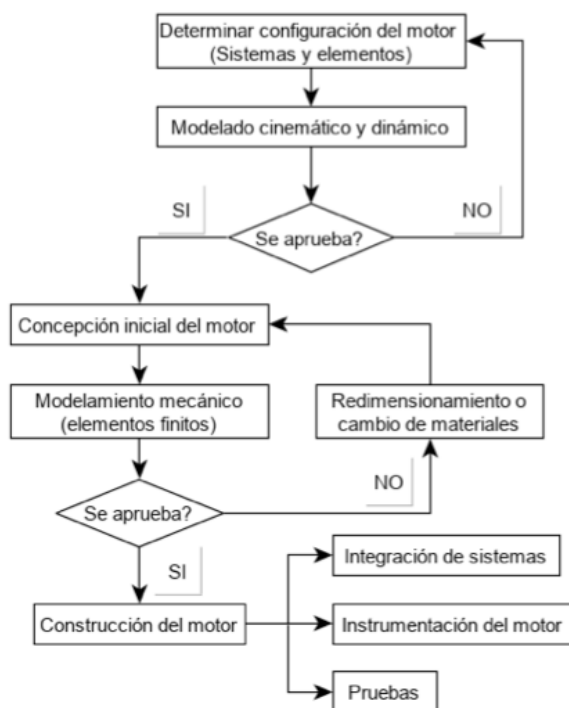 Determinar configuración del motor
(Sistemas y elementos)
Modelado cinemático y dinámico
SI
NO
Se aprueba?
Concepción inicial del motor
Modelamiento mecánico
(elementos finitos)
Redimensionamiento o
cambio de materiales
NO
Se aprueba?
SI
Integración de sistemas
Construcción del motor
Instrumentación del motor
Pruebas